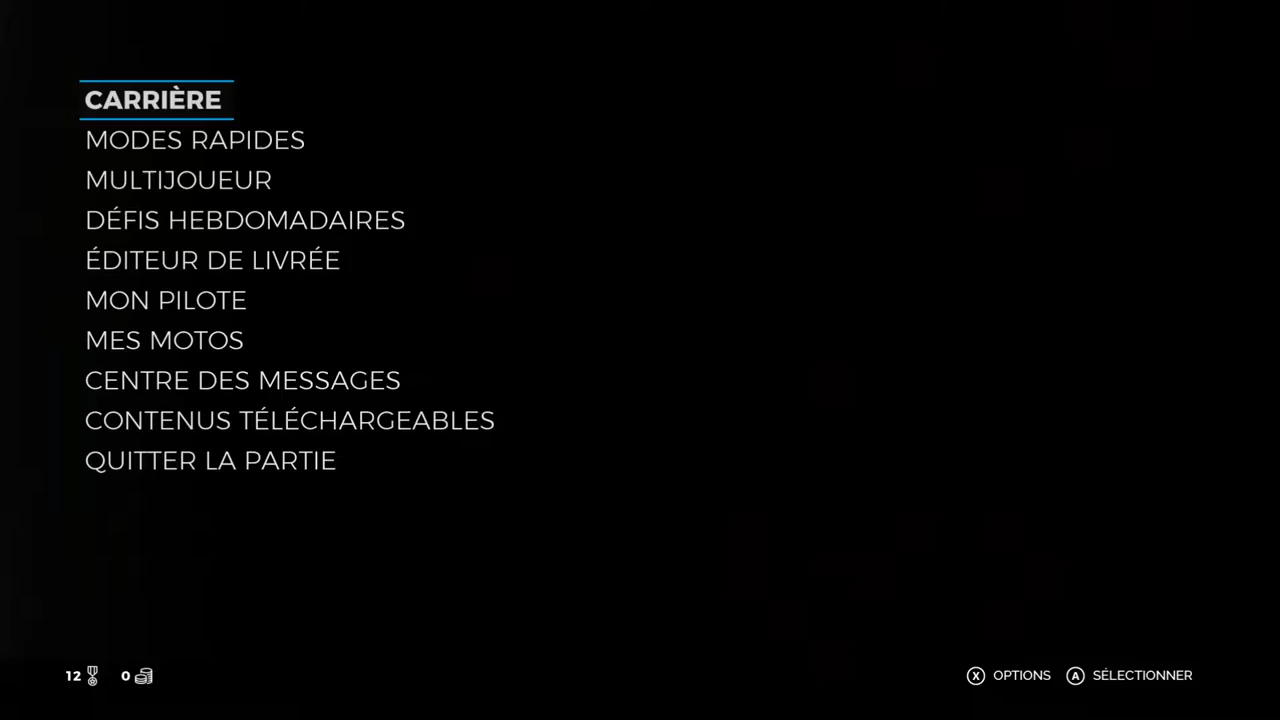 CARRIÈRE
MODES RAPIDES
MULTIJOUEUR
DÉFIS HEBDOMADAIRES
ÉDITEUR DE LIVRÉE
MON PILOTE
MES MOTOS
CENTRE DES MESSAGES
CONTENUS TÉLÉCHARGEABLES
QUITTER LA PARTIE
12 0 X OPTIONS A SÉLECTIONNER